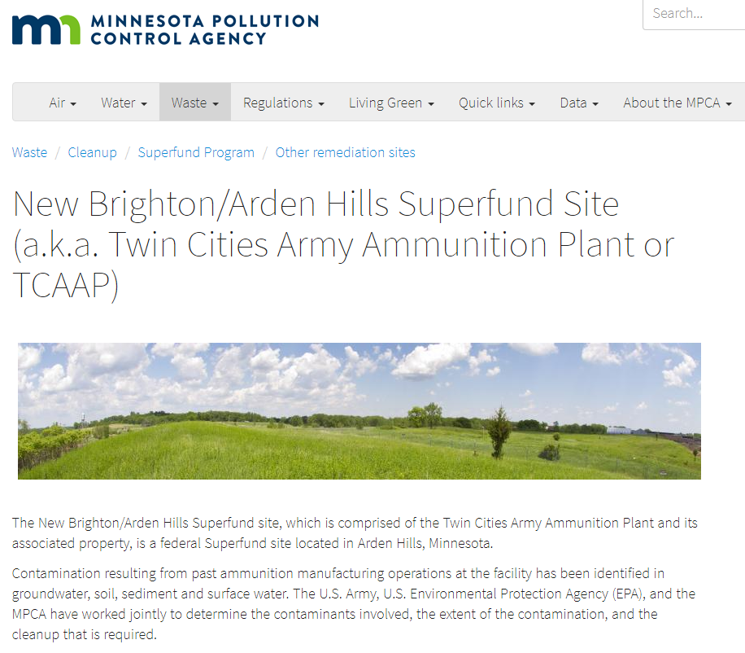 MINNESOTA POLLUTION
CONTROL AGENCY
Search...
Air Water Waste Regulations Living Green Quick links Data About the MPCA
Waste / Cleanup / Superfund Program / Other remediation sites
New Brighton/Arden Hills Superfund Site
(a.k.a. Twin Cities Army Ammunition Plant or
TCAAP)
The New Brighton/Arden Hills Superfund site, which is comprised of the Twin Cities Army Ammunition Plant and its
associated property, is a federal Superfund site located in Arden Hills, Minnesota.
Contamination resulting from past ammunition manufacturing operations at the facility has been identified in
groundwater, soil, sediment and surface water. The U.S. Army, U.S. Environmental Protection Agency (EPA), and the
MPCA have worked jointly to determine the contaminants involved, the extent of the contamination, and the
cleanup that is required.